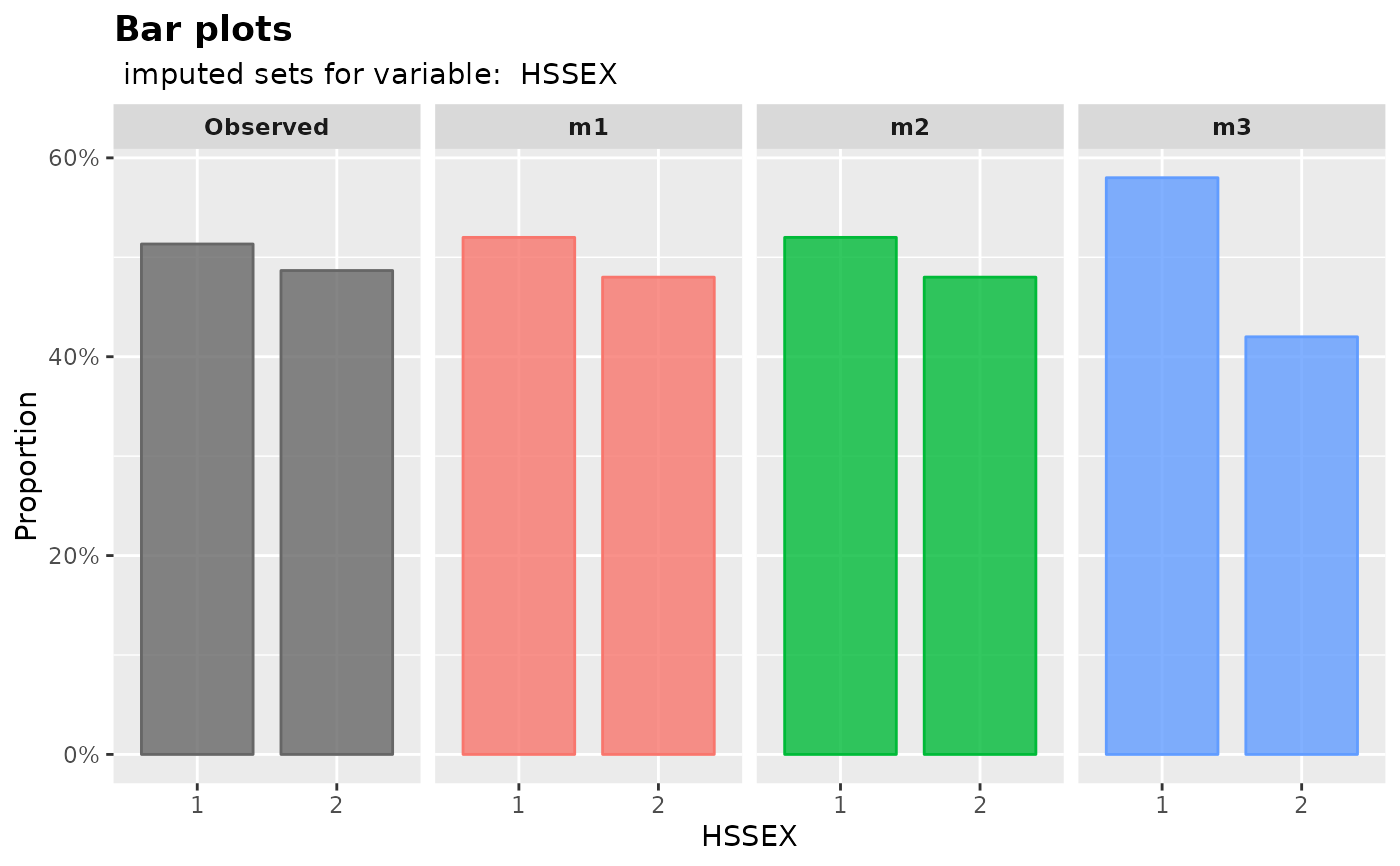 Bar plots
imputed sets for variable:  HSSEX
Observed m1 m2 m3
60%
40%
20%
0%
Proportion
1 2 1 2 1 2 1 2
HSSEX